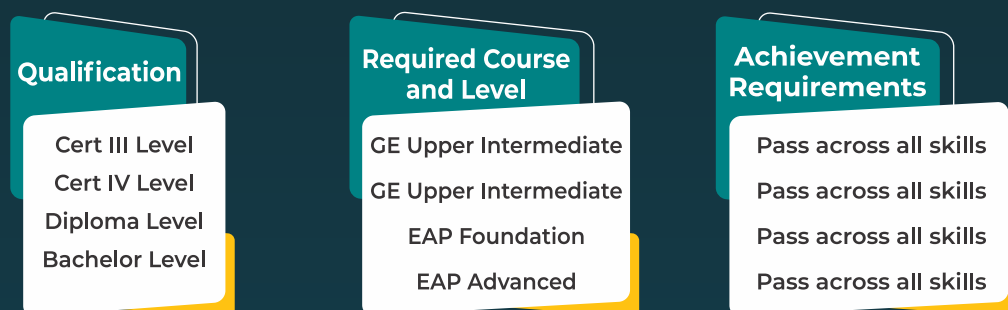 Qualification
Cert III Level
Cert IV Level
Diploma Level
Bachelor Level
Required Course
and Level
GE Upper Intermediate
GE Upper Intermediate
EAP Foundation
EAP Advanced
Achievement
Requirements
Pass across all skills
Pass across all skills
Pass across all skills
Pass across all skills